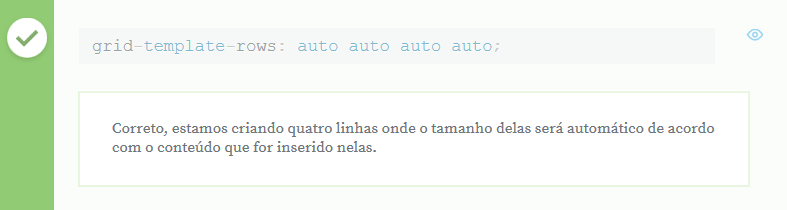 grid-template-rows: auto auto auto auto;
Correto, estamos criando quatro linhas onde o tamanho delas será automático de acordo
com o conteúdo que for inserido nelas.